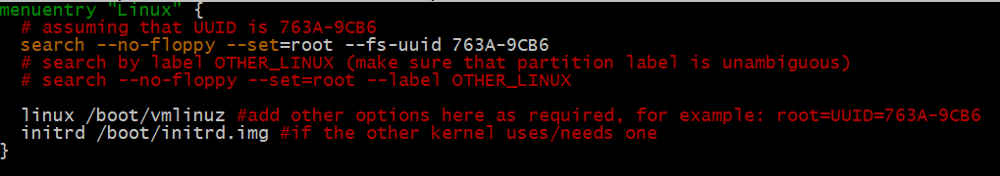 menuentry "Linux" {
# assuming that UUID is 763A-9CB6
search --no-floppy --set=root --fs-uuid 763A-9CB6
# search by label OTHER_LINUX (make sure that partition label is unambiguous)
# search --no-floppy --set=root --label OTHER_LINUX
linux /boot/vmlinuz #add other options here as required, for example: root=UUID=763A-9CB6
initrd /boot/initrd.img #if the other kernel uses/needs one
}